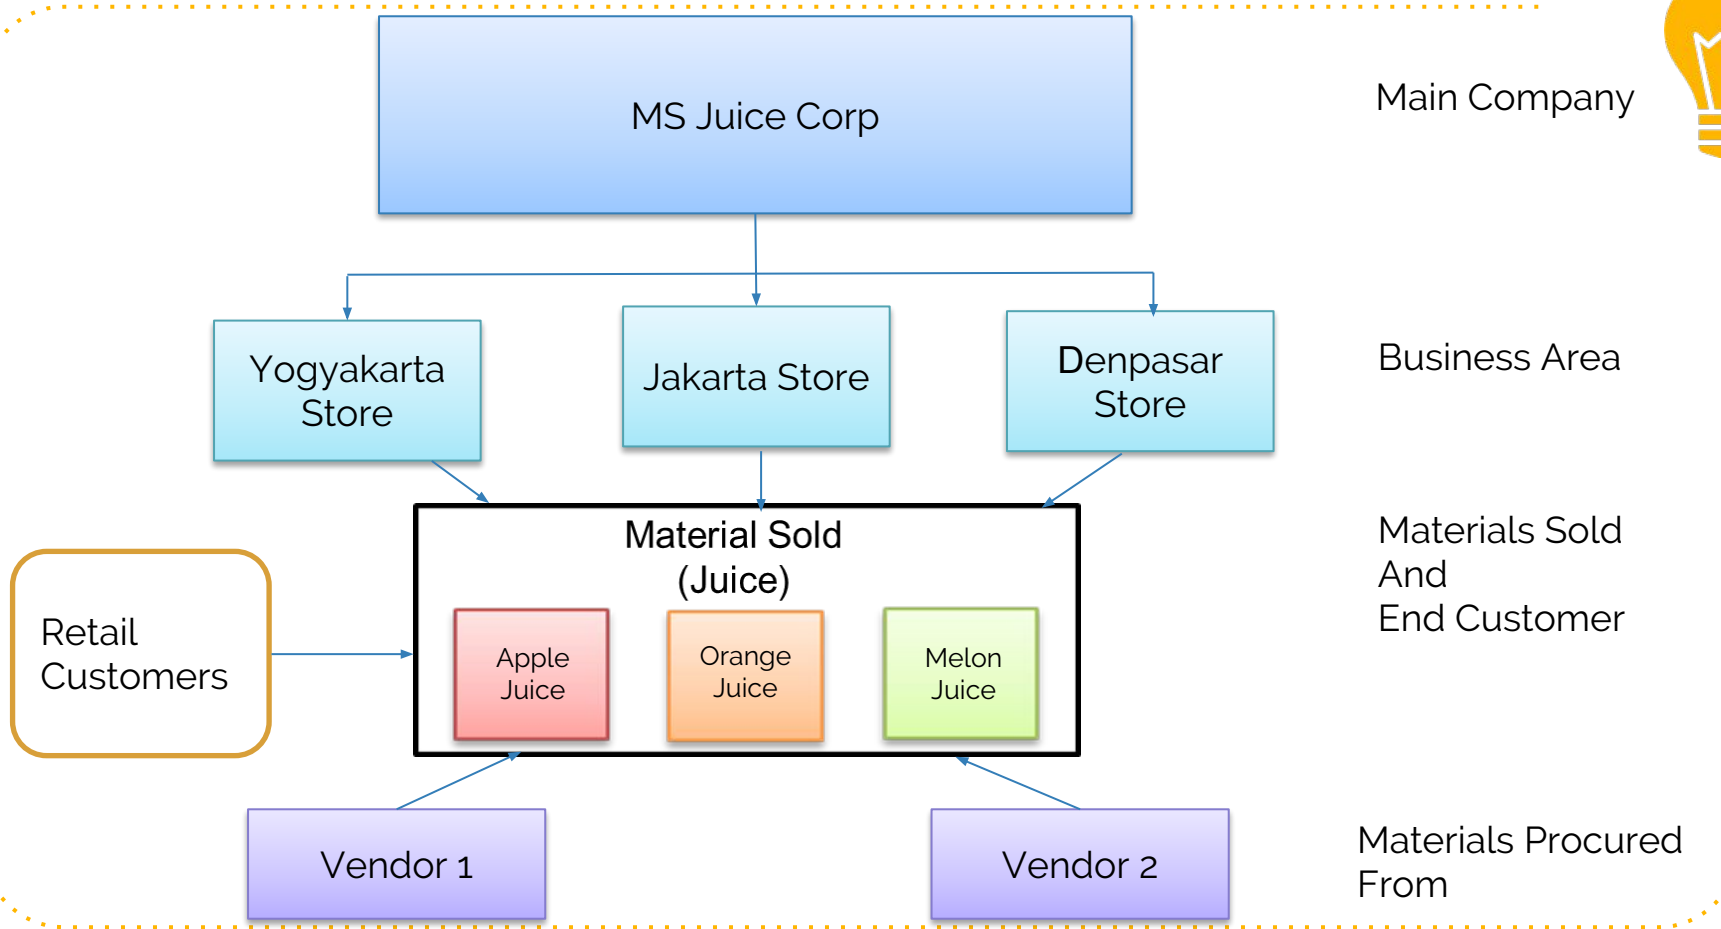 MS Juice Corp
Main Company
Yogyakarta
Store
Jakarta Store
Denpasar
Store
Business Area
Material Sold
(Juice)
Materials Sold
And
End Customer
Retail
Customers
Apple
Juice
Orange
Juice
Melon
Juice
Vendor 1
Vendor 2
Materials Procured
From